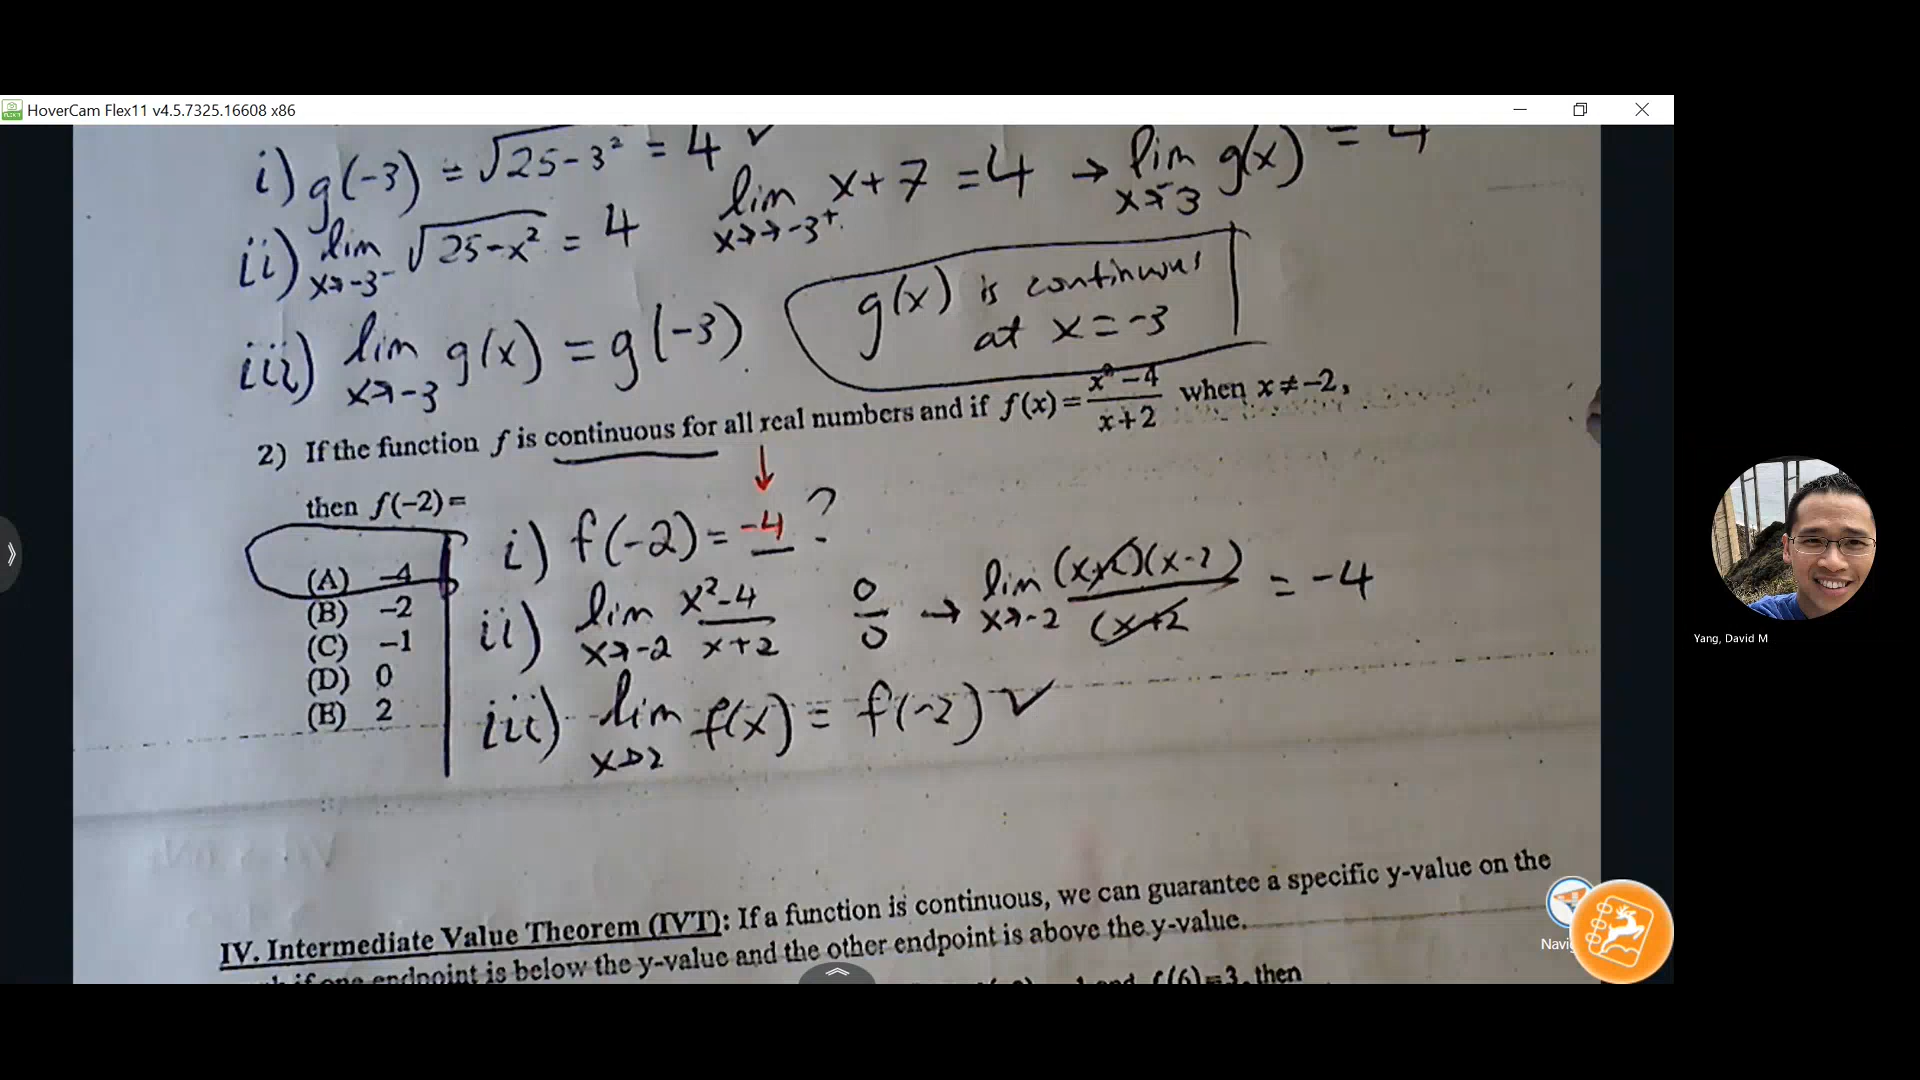 HoverCam Flex11 v4.5.7325.16608 x86
i) g(-3) = √25-3² = 4 ✓
ii) lim x→-3⁻ √25-x² = 4 lim x→-3⁺ x+7 = 4 → lim x→-3 g(x) = 4
iii) lim x→-3 g(x) = g(-3)
g(x) is continuous
at x = -3
2) If the function f is continuous for all real numbers and if f(x) = x²-4 / x+2 when x ≠ -2,
then f(-2) =
i) f(-2) = -4 ?
(A) -4
(B) -2
(C) -1
(D) 0
(E) 2
ii) lim x→-2 x²-4 / x+2 0/0 → lim x→-2 (x+2)(x-2) / (x+2 = -4
iii) lim x→2 f(x) = f(-2) ✓
Yang, David M
IV. Intermediate Value Theorem (IVT): If a function is continuous, we can guarantee a specific y-value on the
if one endpoint is below the y-value and the other endpoint is above the y-value.
and f(6)=3, then